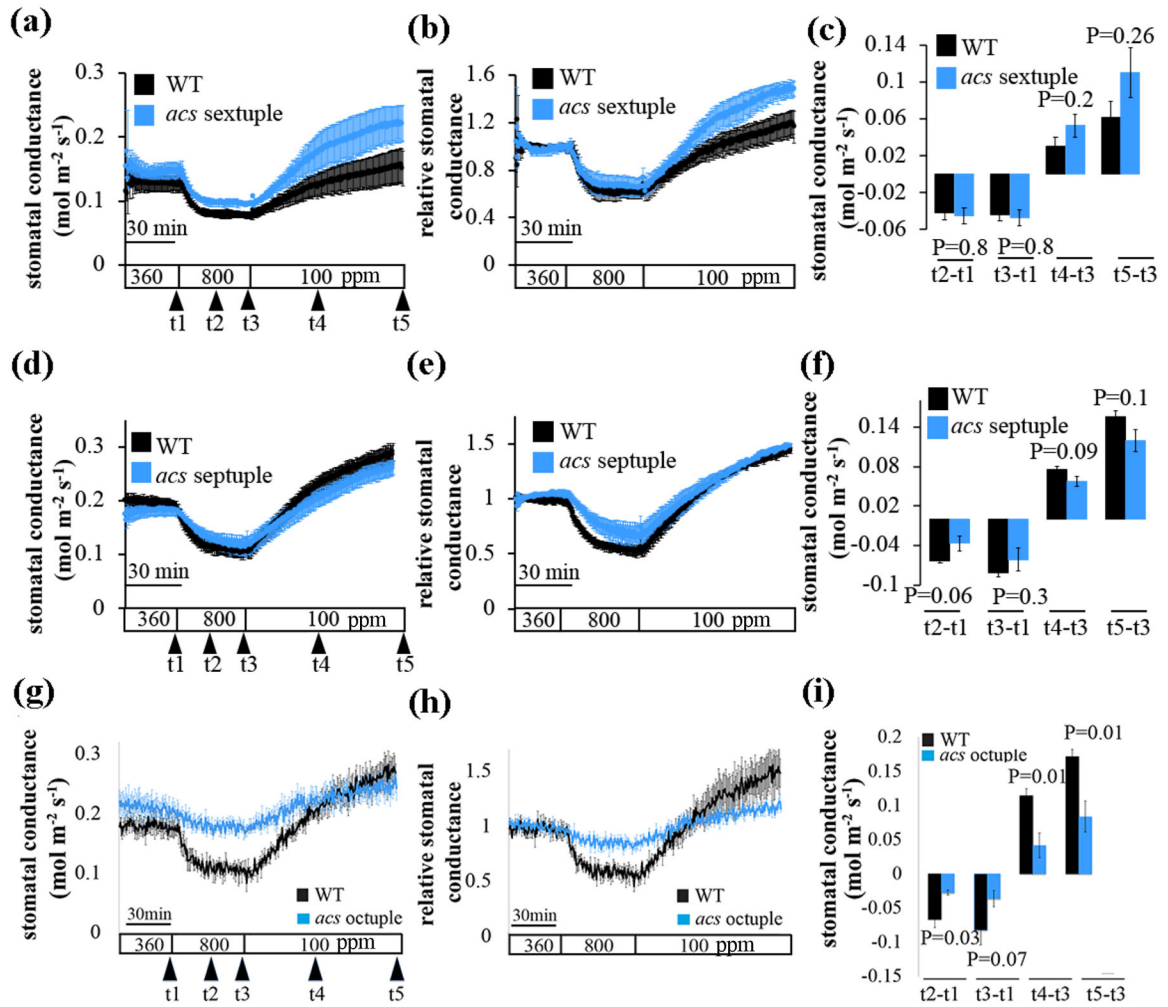 (a)
stomatal conductance
(mol m⁻² s⁻¹)
0.3
0.2
0.1
0
WT
acs sextuple
30 min
360 800 100 ppm
t1 t2 t3 t4 t5
(b)
relative stomatal
conductance
1.6
1.2
0.8
0.4
0
WT
acs sextuple
30 min
360 800 100 ppm
(c)
stomatal conductance
(mol m⁻² s⁻¹)
0.14
0.1
0.06
0.02
-0.02
-0.06
WT
acs sextuple
P=0.26
P=0.2
P=0.8 P=0.8
t2-t1 t3-t1 t4-t3 t5-t3
(d)
stomatal conductance
(mol m⁻² s⁻¹)
0.3
0.2
0.1
0
WT
acs septuple
30 min
360 800 100 ppm
t1 t2 t3 t4 t5
(e)
relative stomatal
conductance
1.5
1
0.5
0
WT
acs septuple
30 min
360 800 100 ppm
(f)
stomatal conductance
(mol m⁻² s⁻¹)
0.14
0.08
0.02
-0.04
-0.1
WT
acs septuple
P=0.1
P=0.09
P=0.06 P=0.3
t2-t1 t3-t1 t4-t3 t5-t3
(g)
stomatal conductance
(mol m⁻² s⁻¹)
0.3
0.2
0.1
0
WT
acs octuple
30min
360 800 100 ppm
t1 t2 t3 t4 t5
(h)
relative stomatal
conductance
1.5
1
0.5
0
WT
acs octuple
30min
360 800 100 ppm
(i)
stomatal conductance
(mol m⁻² s⁻¹)
0.2
0.15
0.1
0.05
0
-0.05
-0.1
-0.15
WT
acs octuple
P=0.01
P=0.01
P=0.03
P=0.07
t2-t1 t3-t1 t4-t3 t5-t3